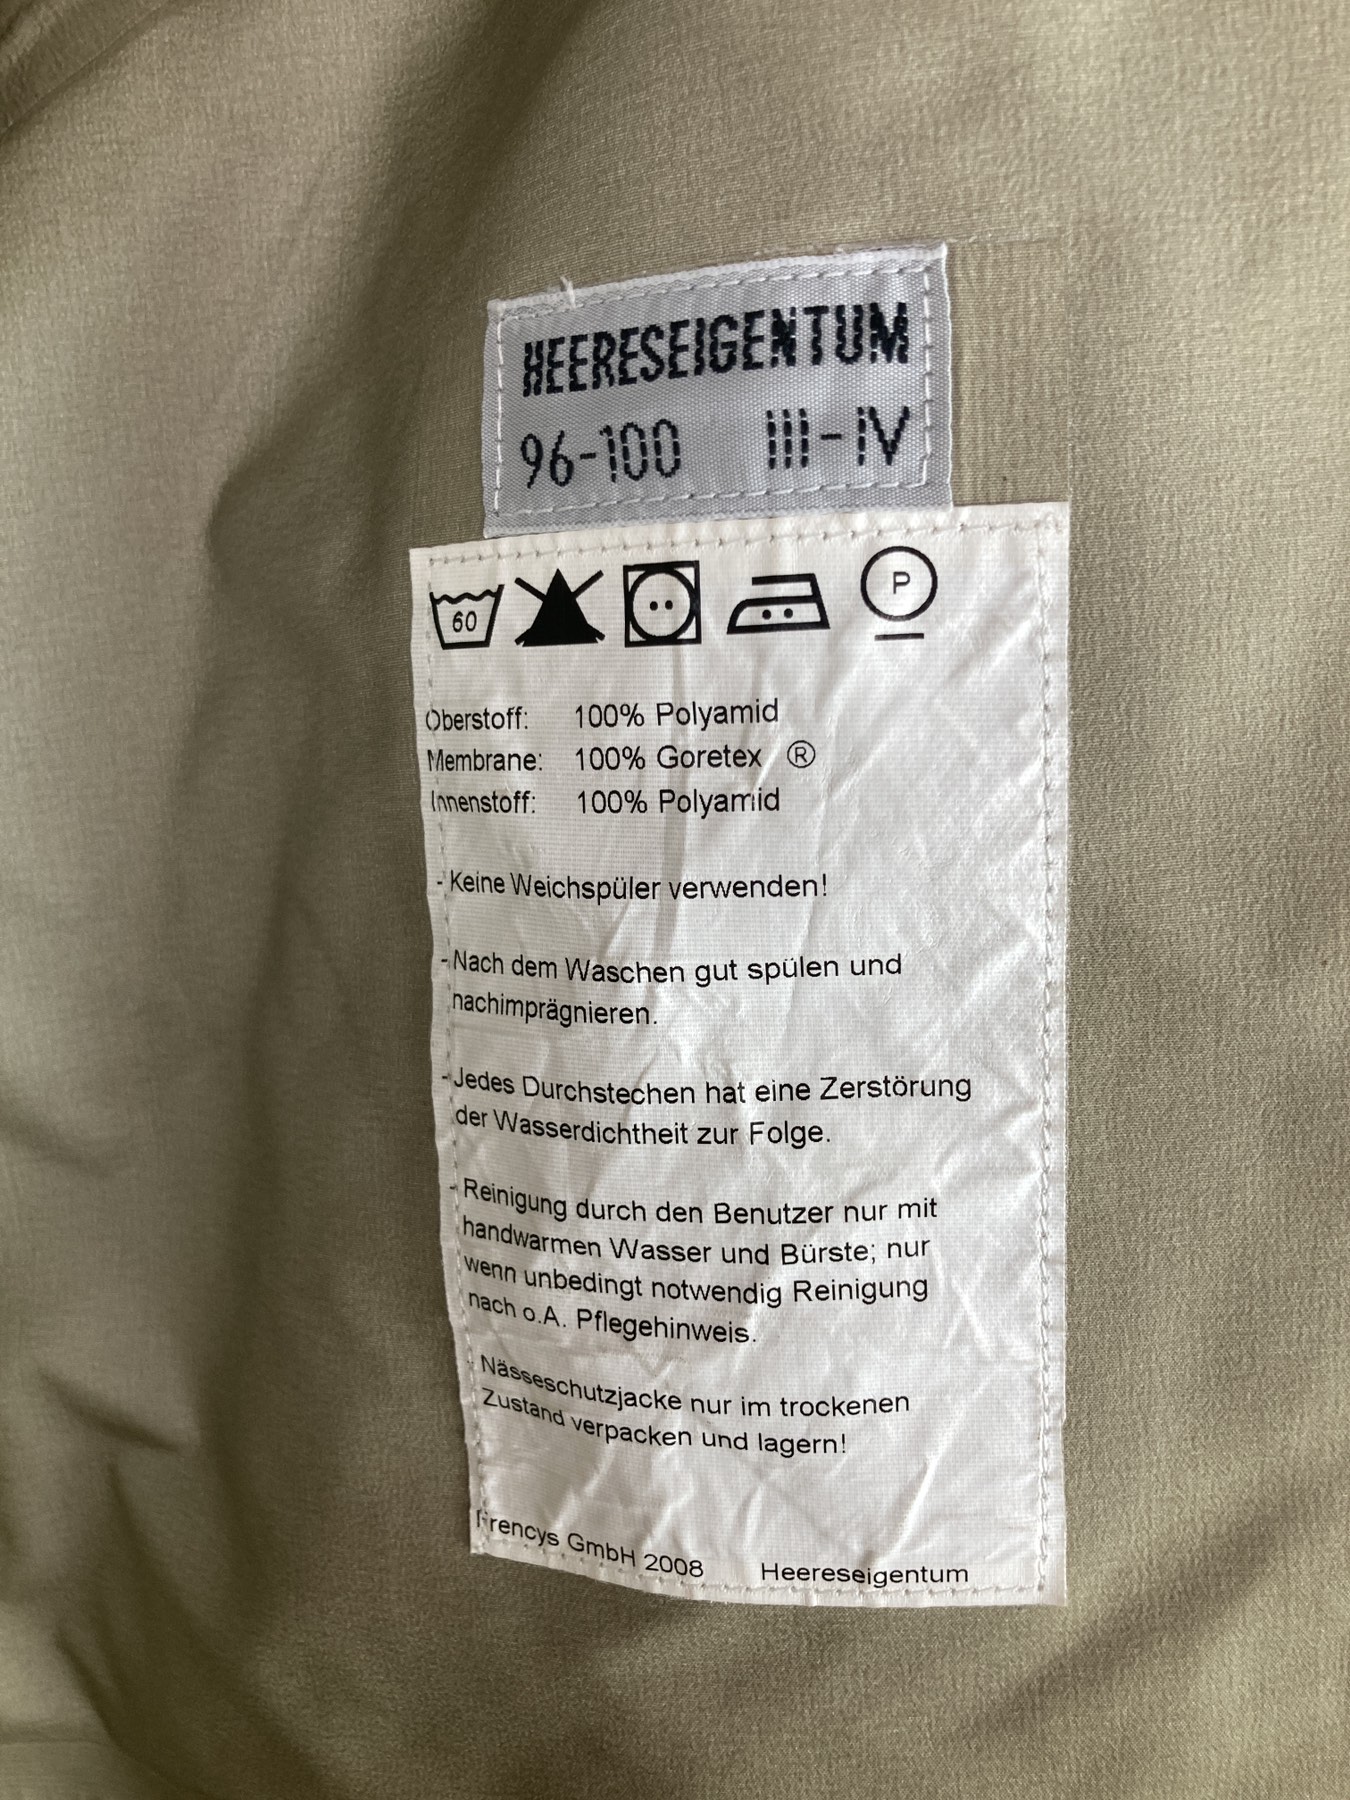 HEERESEIGENTUM
96-100 III-IV
60 P
Oberstoff: 100% Polyamid
Membrane: 100% Goretex ®
Innenstoff: 100% Polyamid
- Keine Weichspüler verwenden!
- Nach dem Waschen gut spülen und
nachimprägnieren.
- Jedes Durchstechen hat eine Zerstörung
der Wasserdichtheit zur Folge.
- Reinigung durch den Benutzer nur mit
handwarmen Wasser und Bürste; nur
wenn unbedingt notwendig Reinigung
nach o.A. Pflegehinweis.
- Nässeschutzjacke nur im trockenen
Zustand verpacken und lagern!
GmbH 2008 Heereseigentum